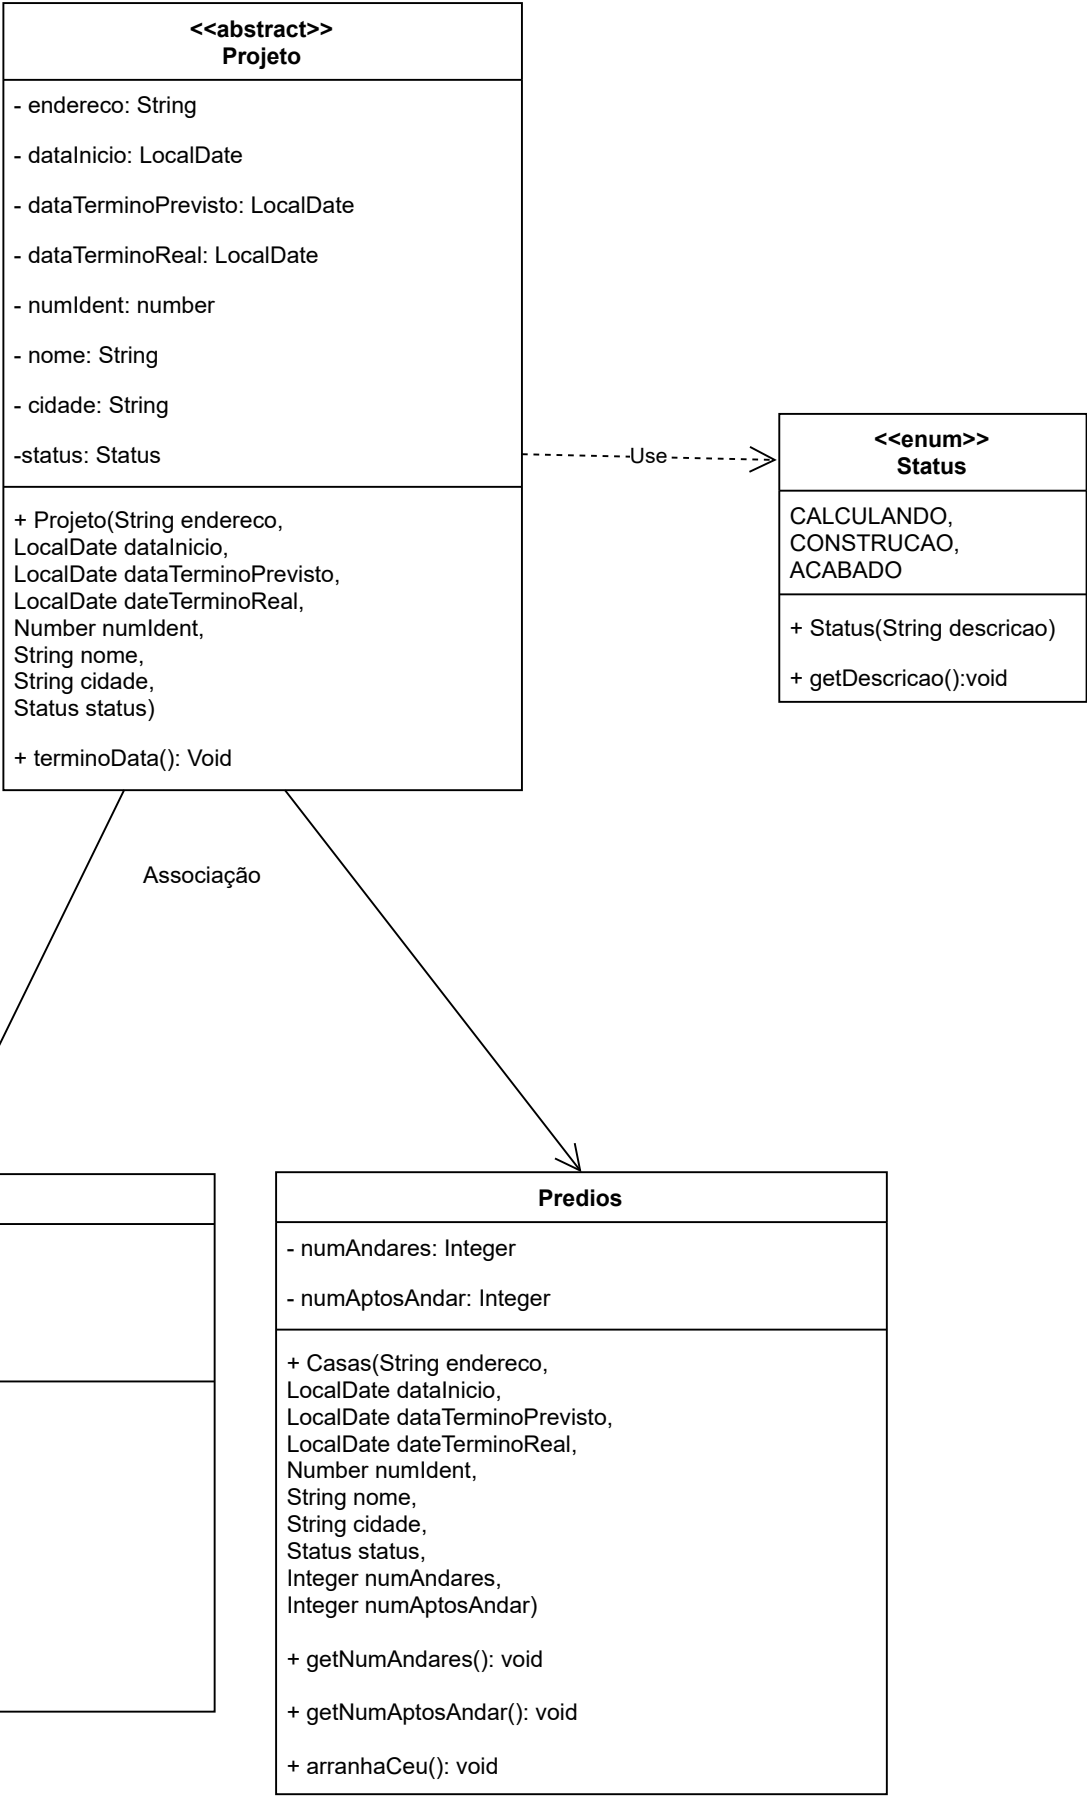 <<abstract>>
Projeto
- endereco: String
- dataInicio: LocalDate
- dataTerminoPrevisto: LocalDate
- dataTerminoReal: LocalDate
- numIdent: number
- nome: String
- cidade: String
-status: Status
+ Projeto(String endereco,
LocalDate dataInicio,
LocalDate dataTerminoPrevisto,
LocalDate dateTerminoReal,
Number numIdent,
String nome,
String cidade,
Status status)
+ terminoData(): Void
Use
<<enum>>
Status
CALCULANDO,
CONSTRUCAO,
ACABADO
+ Status(String descricao)
+ getDescricao():void
Associação
Predios
- numAndares: Integer
- numAptosAndar: Integer
+ Casas(String endereco,
LocalDate dataInicio,
LocalDate dataTerminoPrevisto,
LocalDate dateTerminoReal,
Number numIdent,
String nome,
String cidade,
Status status,
Integer numAndares,
Integer numAptosAndar)
+ getNumAndares(): void
+ getNumAptosAndar(): void
+ arranhaCeu(): void